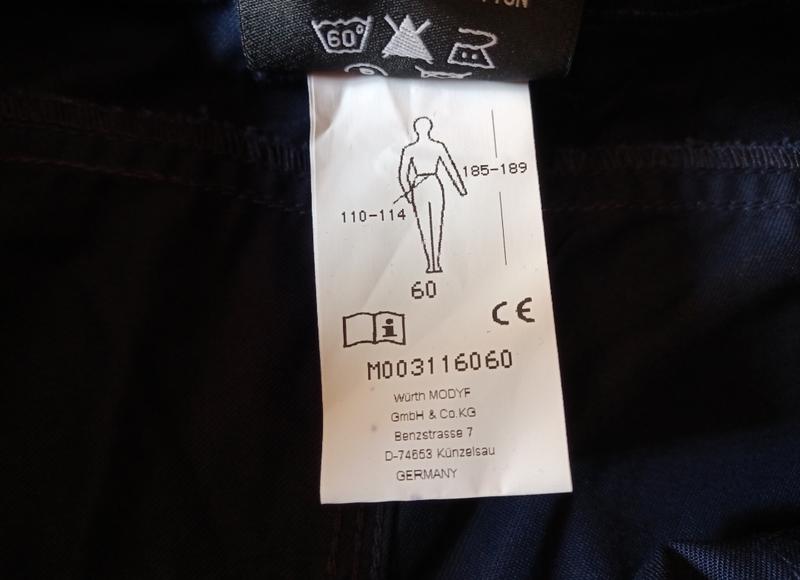 60°
185-189
110-114
60
CE
M003116060
Würth MODYF
GmbH & Co.KG
Benzstrasse 7
D-74653 Künzelsau
GERMANY